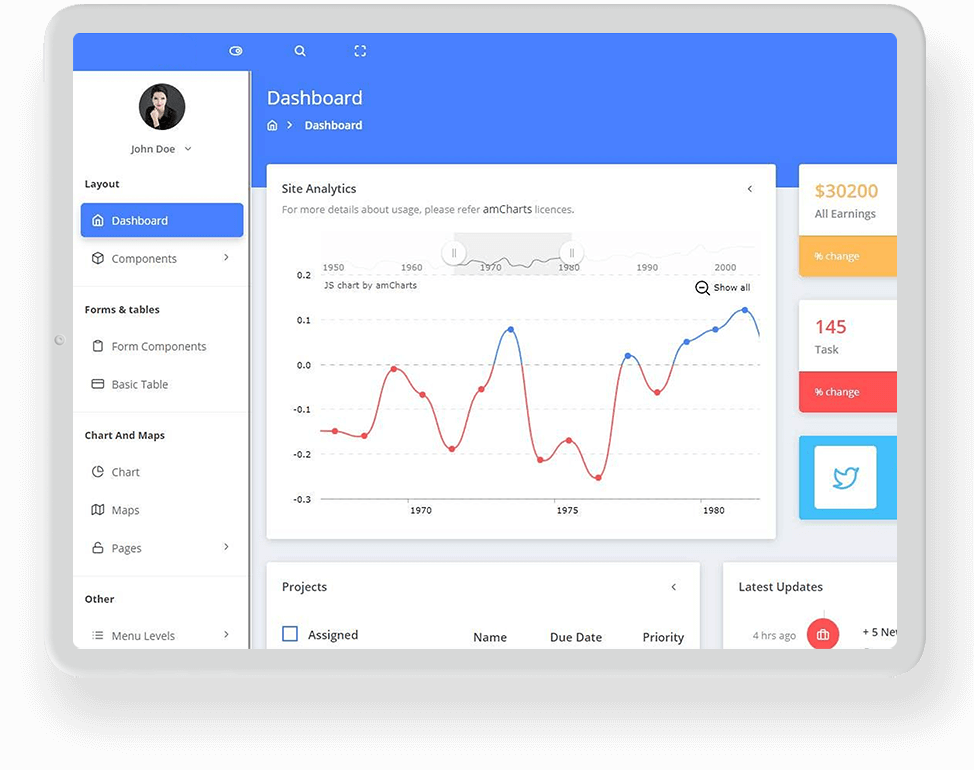 Dashboard
Dashboard
John Doe
Layout
Dashboard
Components
Forms & tables
Form Components
Basic Table
Chart And Maps
Chart
Maps
Pages
Other
Menu Levels
Site Analytics
For more details about usage, please refer amCharts licences.
1950 1960 1970 1980 1990 2000
JS chart by amCharts
Show all
0.2
0.1
0.0
-0.1
-0.2
-0.3
1970 1975 1980
$30200
All Earnings
% change
145
Task
% change
Projects
Assigned Name Due Date Priority
Latest Updates
4 hrs ago + 5 New